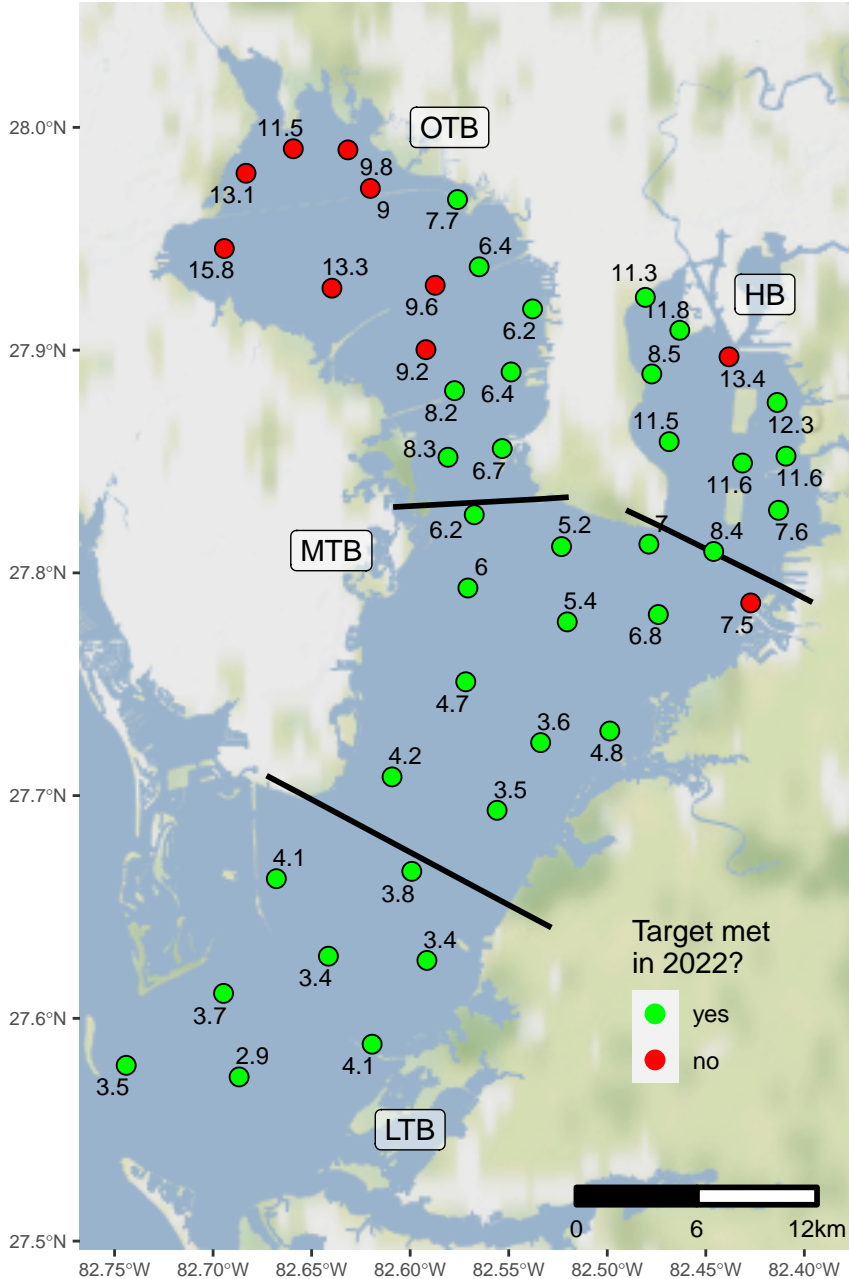 28.0°N
27.9°N
27.8°N
27.7°N
27.6°N
27.5°N
11.5
OTB
9.8
13.1
9
7.7
15.8
13.3
6.4
11.3
HB
9.6
11.8
6.2
8.5
9.2
13.4
8.2
6.4
12.3
8.3
11.5
6.7
11.6
11.6
6.2
5.2
7
8.4
7.6
MTB
6
5.4
6.8
7.5
4.7
3.6
4.8
4.2
3.5
4.1
3.8
3.4
3.4
3.7
2.9
4.1
3.5
LTB
Target met
in 2022?
yes
no
0 6 12km
82.75°W 82.70°W 82.65°W 82.60°W 82.55°W 82.50°W 82.45°W 82.40°W